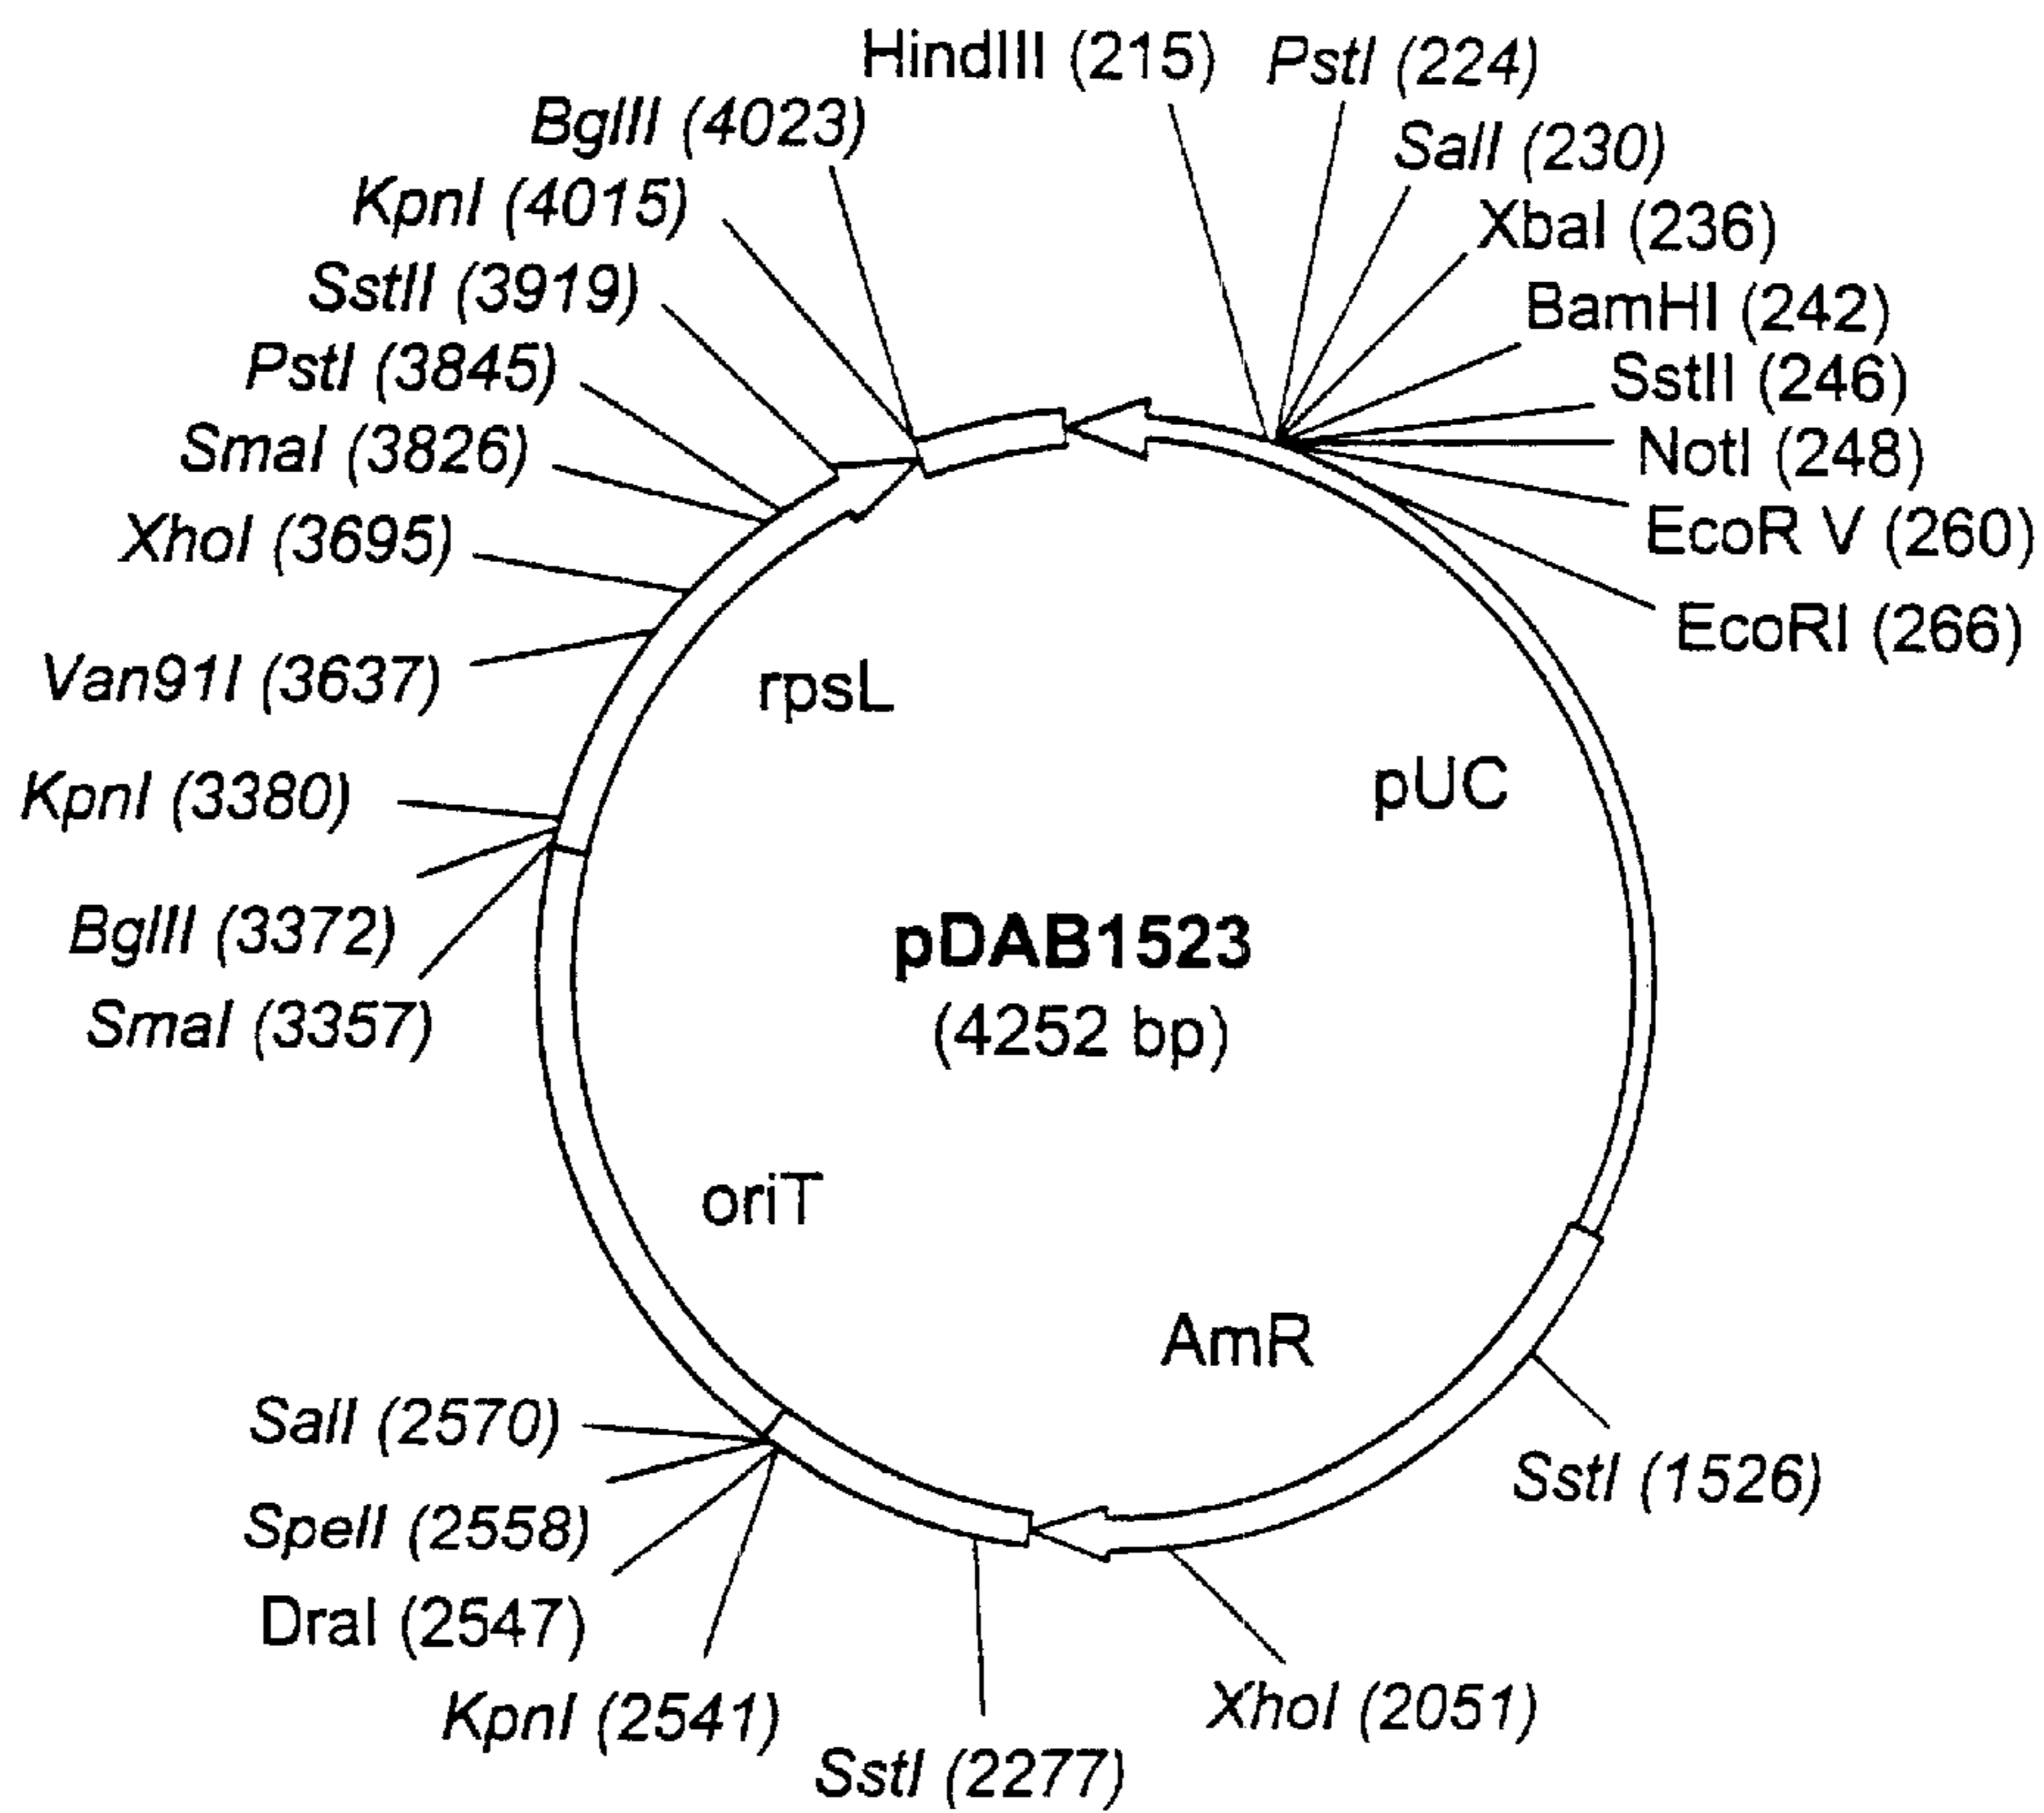 HindIII (215)
PstI (224)
BglII (4023)
SalI (230)
KpnI (4015)
XbaI (236)
SstII (3919)
BamHI (242)
PstI (3845)
SstII (246)
SmaI (3826)
NotI (248)
XhoI (3695)
EcoR V (260)
EcoRI (266)
Van91I (3637)
rpsL
pUC
KpnI (3380)
BglII (3372)
pDAB1523
(4252 bp)
SmaI (3357)
oriT
AmR
SalI (2570)
SstI (1526)
SpeII (2558)
DraI (2547)
KpnI (2541)
XhoI (2051)
SstI (2277)